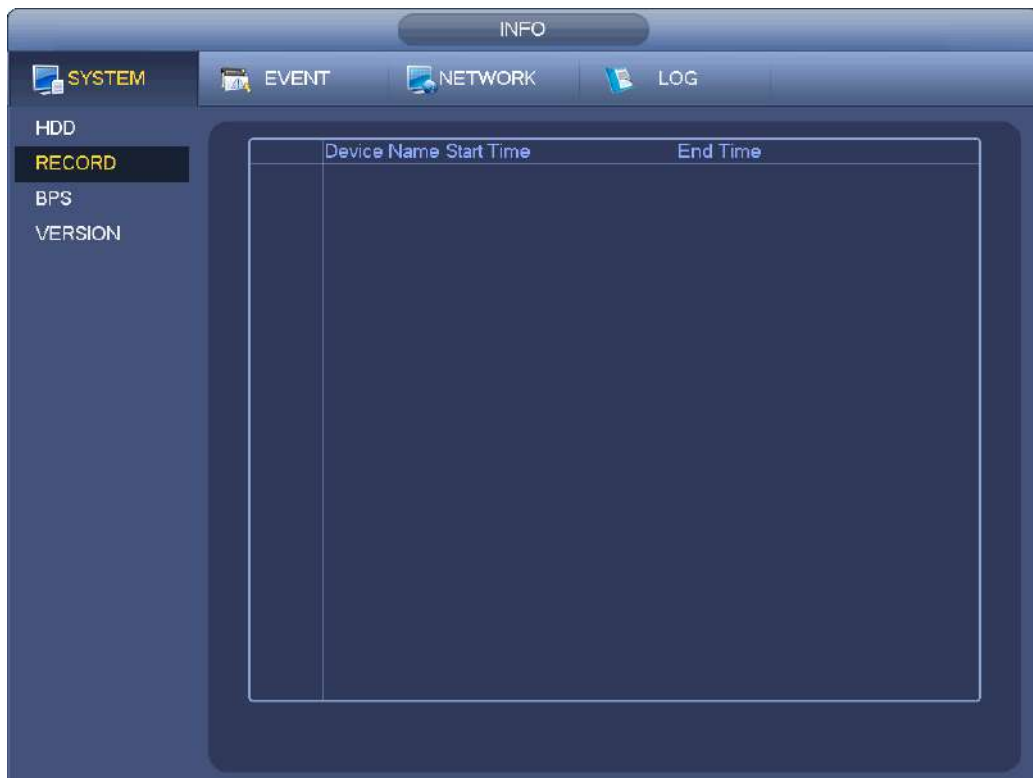 INFO
SYSTEM EVENT NETWORK LOG
HDD
RECORD
BPS
VERSION
Device Name Start Time End Time